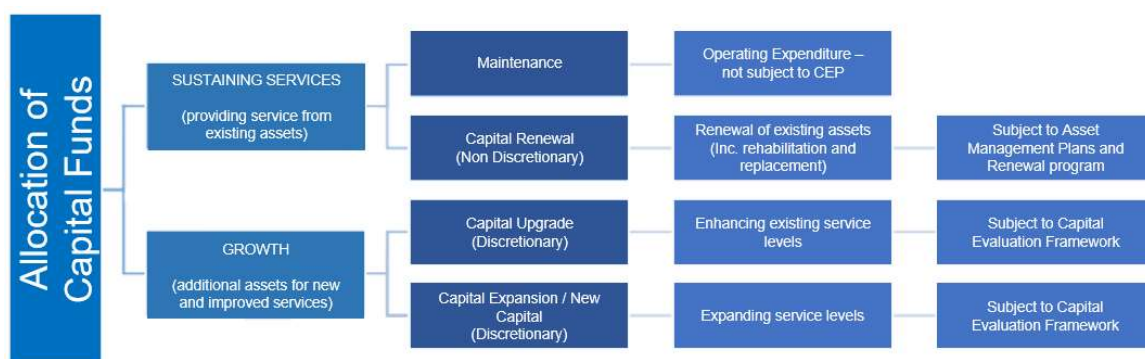 Allocation of
Capital Funds
SUSTAINING SERVICES
(providing service from
existing assets)
Maintenance
Operating Expenditure –
not subject to CEP
Capital Renewal
(Non Discretionary)
Renewal of existing assets
(Inc. rehabilitation and
replacement)
Subject to Asset
Management Plans and
Renewal program
GROWTH
(additional assets for new
and improved services)
Capital Upgrade
(Discretionary)
Enhancing existing service
levels
Subject to Capital
Evaluation Framework
Capital Expansion / New
Capital
(Discretionary)
Expanding service levels
Subject to Capital
Evaluation Framework